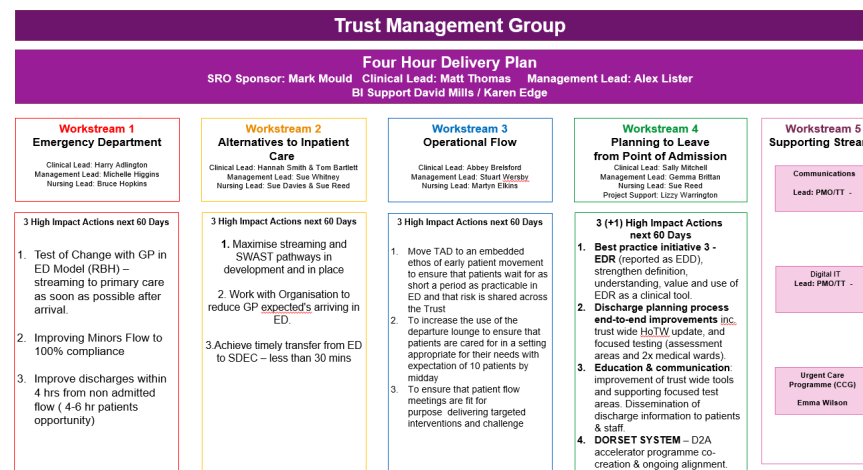 Trust Management Group
Four Hour Delivery Plan
SRO Sponsor: Mark Mould Clinical Lead: Matt Thomas Management Lead: Alex Lister
BI Support David Mills / Karen Edge
Workstream 1
Emergency Department
Clinical Lead: Harry Adlington
Management Lead: Michelle Higgins
Nursing Lead: Bruce Hopkins
3 High Impact Actions next 60 Days
1. Test of Change with GP in
ED Model (RBH) –
streaming to primary care
as soon as possible after
arrival.
2. Improving Minors Flow to
100% compliance
3. Improve discharges within
4 hrs from non admitted
flow ( 4-6 hr patients
opportunity)
Workstream 2
Alternatives to Inpatient
Care
Clinical Lead: Hannah Smith & Tom Bartlett
Management Lead: Sue Whitney
Nursing Lead: Sue Davies & Sue Reed
3 High Impact Actions next 60 Days
1. Maximise streaming and
SWAST pathways in
development and in place
2. Work with Organisation to
reduce GP expected's arriving in
ED.
3.Achieve timely transfer from ED
to SDEC – less than 30 mins
Workstream 3
Operational Flow
Clinical Lead: Abbey Brelsford
Management Lead: Stuart Wersby
Nursing Lead: Martyn Elkins
3 High Impact Actions next 60 Days
1. Move TAD to an embedded
ethos of early patient movement
to ensure that patients wait for as
short a period as practicable in
ED and that risk is shared across
the Trust
2. To increase the use of the
departure lounge to ensure that
patients are cared for in a setting
appropriate for their needs with
expectation of 10 patients by
midday
3. To ensure that patient flow
meetings are fit for
purpose delivering targeted
interventions and challenge
Workstream 4
Planning to Leave
from Point of Admission
Clinical Lead: Sally Mitchell
Management Lead: Gemma Brittan
Nursing Lead: Sue Reed
Project Support: Lizzy Warrington
3 (+1) High Impact Actions
next 60 Days
1. Best practice initiative 3 -
EDR (reported as EDD),
strengthen definition,
understanding, value and use of
EDR as a clinical tool.
2. Discharge planning process
end-to-end improvements inc.
trust wide HoTW update, and
focused testing (assessment
areas and 2x medical wards).
3. Education & communication:
improvement of trust wide tools
and supporting focused test
areas. Dissemination of
discharge information to patients
& staff.
4. DORSET SYSTEM – D2A
accelerator programme co-
creation & ongoing alignment.
Workstream 5
Supporting Strea
Communications
Lead: PMO/TT -
Digital IT
Lead: PMO/TT -
Urgent Care
Programme (CCG)
Emma Wilson